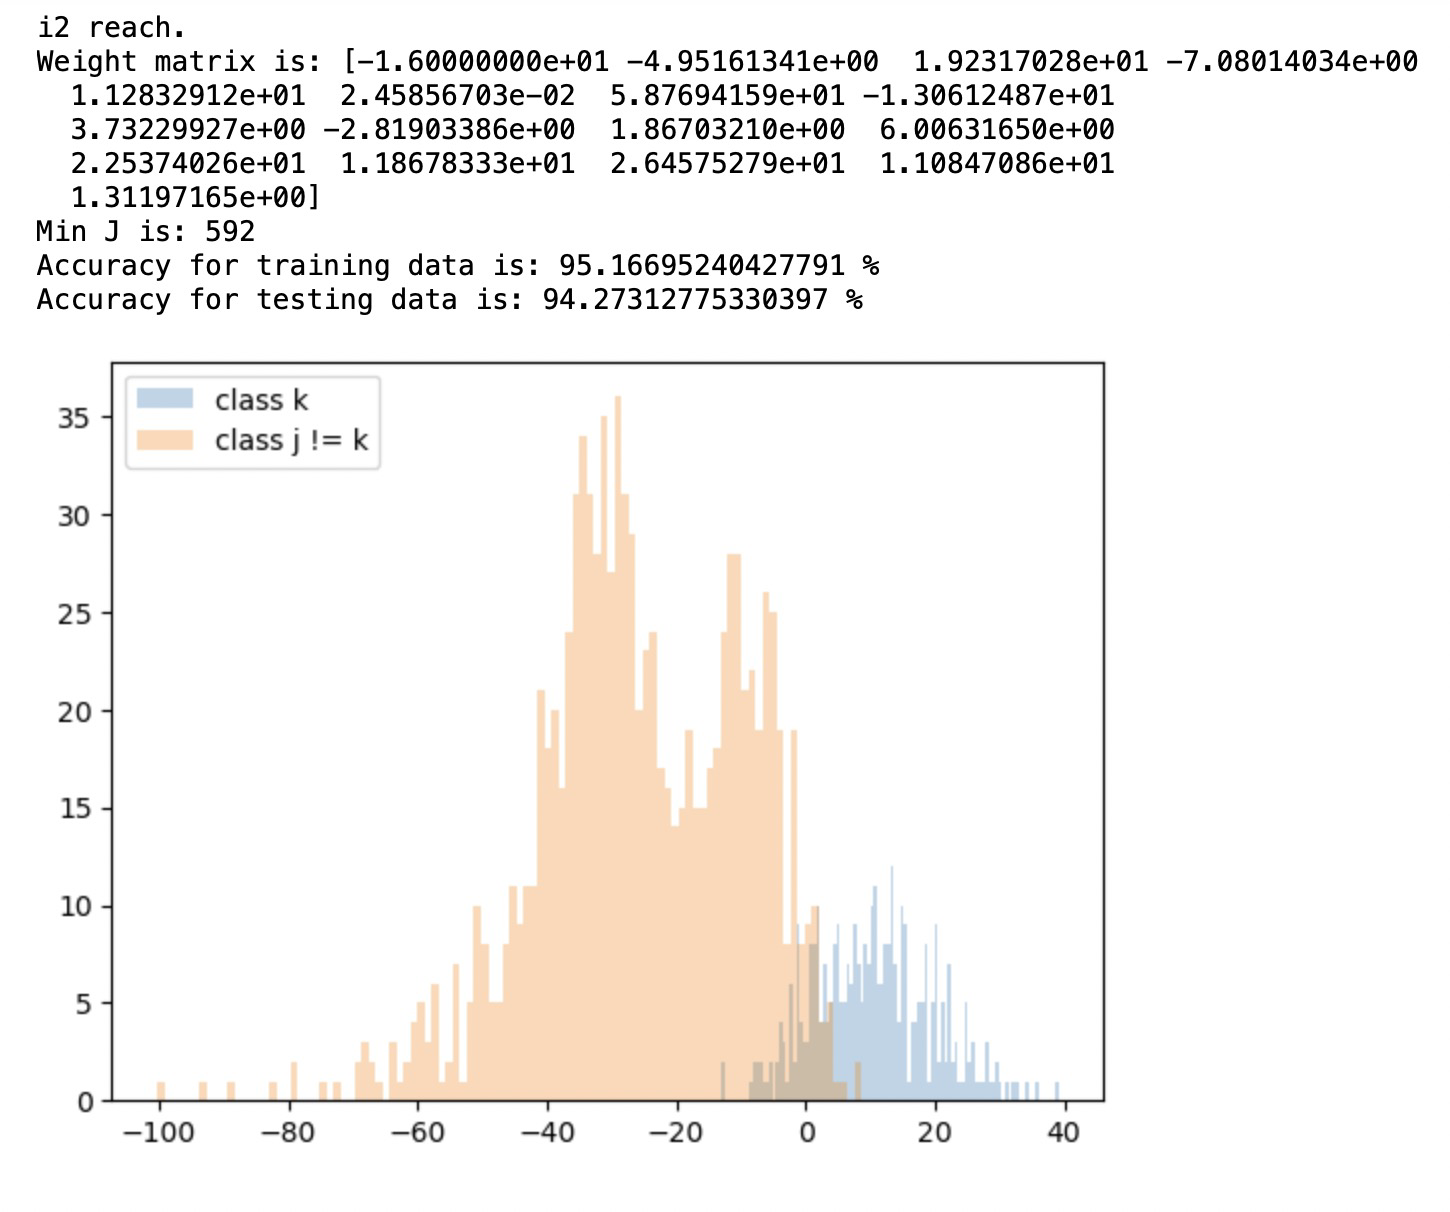 i2 reach.
Weight matrix is: [-1.60000000e+01 -4.95161341e+00  1.92317028e+01 -7.08014034e+00
  1.12832912e+01  2.45856703e-02  5.87694159e+01 -1.30612487e+01
  3.73229927e+00 -2.81903386e+00  1.86703210e+00  6.00631650e+00
  2.25374026e+01  1.18678333e+01  2.64575279e+01  1.10847086e+01
  1.31197165e+00]
Min J is: 592
Accuracy for training data is: 95.16695240427791 %
Accuracy for testing data is: 94.27312775330397 %
class k
class j != k
35
30
25
20
15
10
5
0
−100 −80 −60 −40 −20 0 20 40